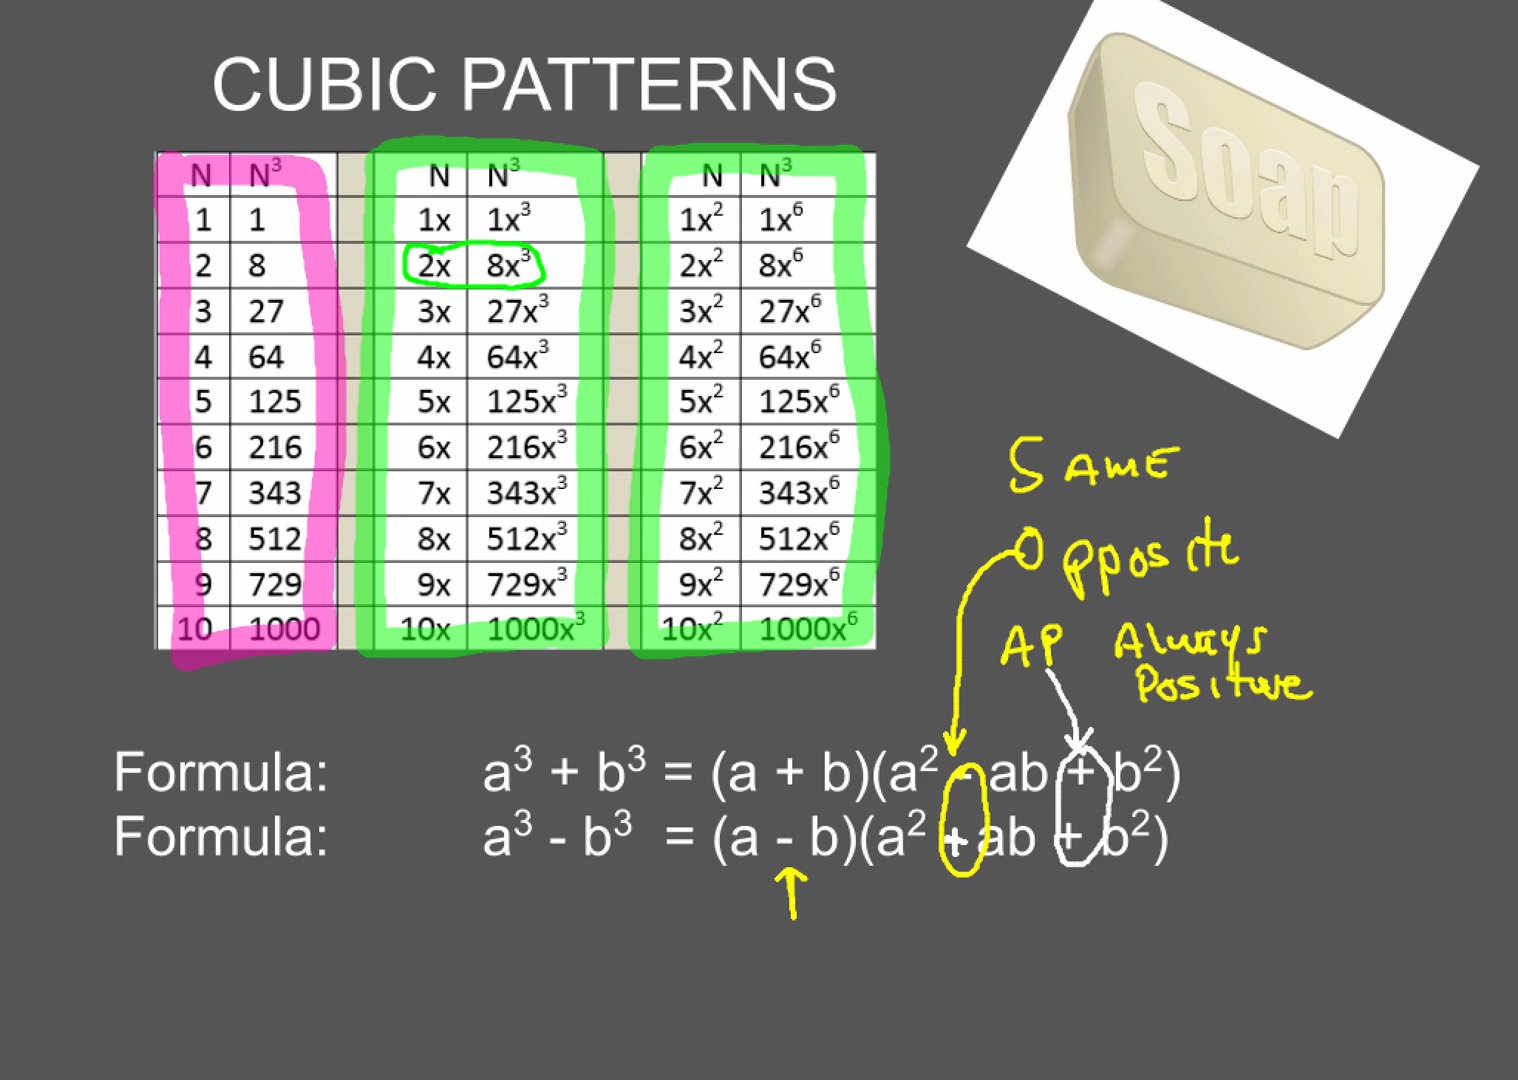 CUBIC PATTERNS
Soap
N N³ N N³ N N³
1 1 1x 1x³ 1x² 1x⁶
2 8 2x 8x³ 2x² 8x⁶
3 27 3x 27x³ 3x² 27x⁶
4 64 4x 64x³ 4x² 64x⁶
5 125 5x 125x³ 5x² 125x⁶
6 216 6x 216x³ 6x² 216x⁶
7 343 7x 343x³ 7x² 343x⁶
8 512 8x 512x³ 8x² 512x⁶
9 729 9x 729x³ 9x² 729x⁶
10 1000 10x 1000x³ 10x² 1000x⁶
SAME
Opposite
AP Always
Positive
Formula: a³ + b³ = (a + b)(a² - ab + b²)
Formula: a³ - b³ = (a - b)(a² + ab + b²)